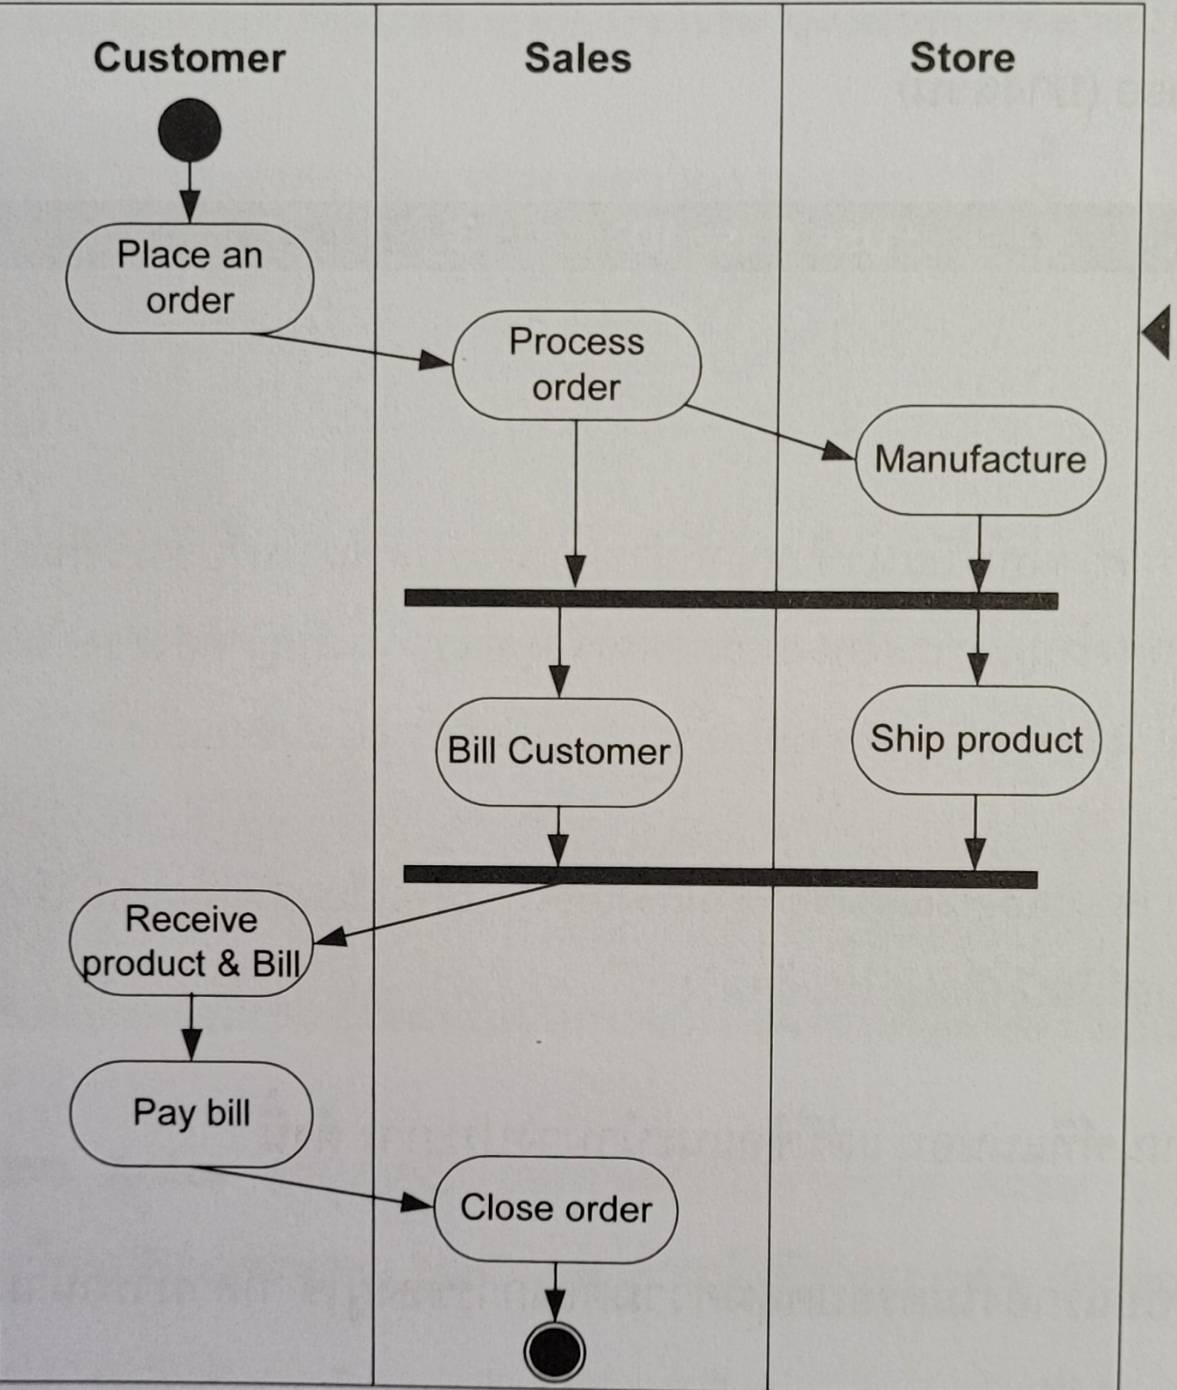 Customer
Sales
Store
Place an
order
Process
order
Manufacture
Bill Customer
Ship product
Receive
product & Bill
Pay bill
Close order